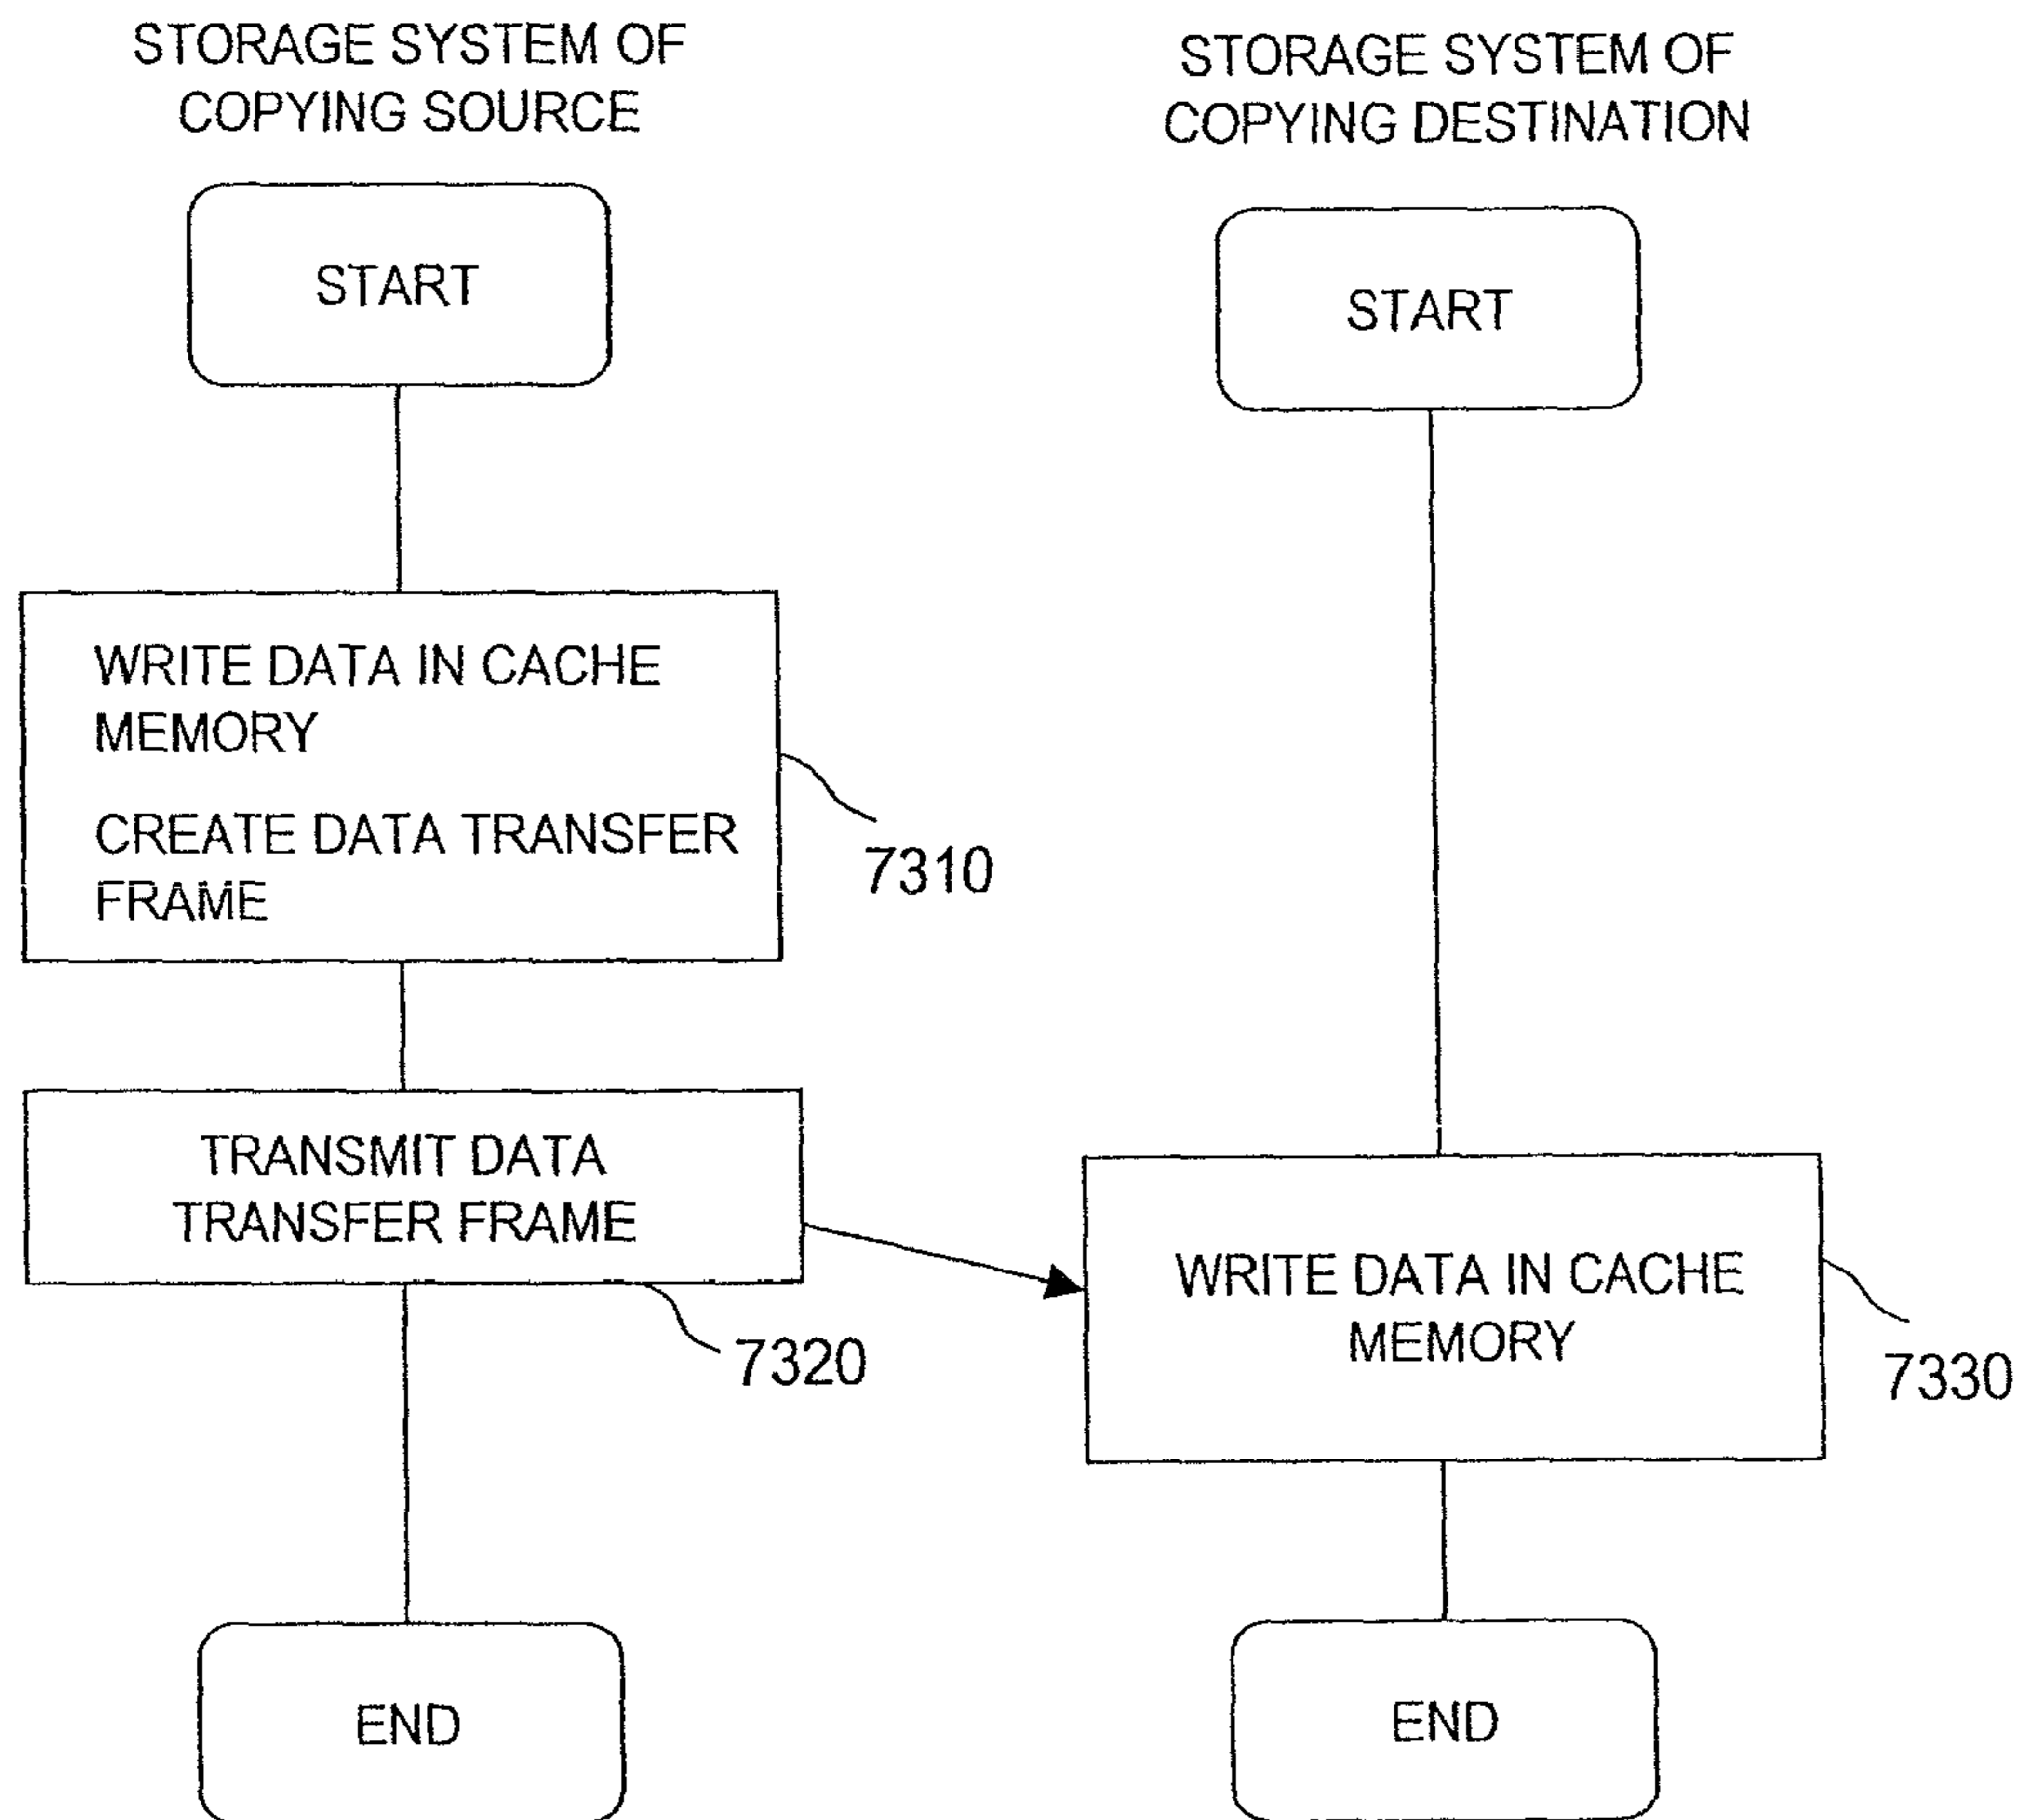 STORAGE SYSTEM OF
COPYING SOURCE
START
WRITE DATA IN CACHE
MEMORY
CREATE DATA TRANSFER
FRAME
7310
TRANSMIT DATA
TRANSFER FRAME
7320
END
STORAGE SYSTEM OF
COPYING DESTINATION
START
WRITE DATA IN CACHE
MEMORY
7330
END